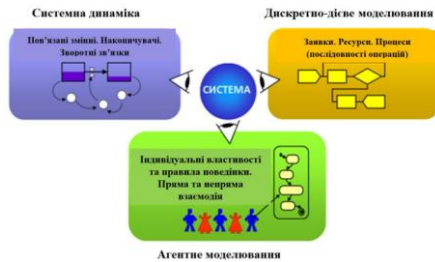 Системна динаміка
Дискретно-дієве моделювання
Пов'язані змінні. Накопичувачі.
Зворотні зв'язки
Заявки. Ресурси. Процеси
(послідовності операцій)
СИСТЕМА
Індивідуальні властивості
та правила поведінки.
Пряма та непряма
взаємодія
Агентне моделювання